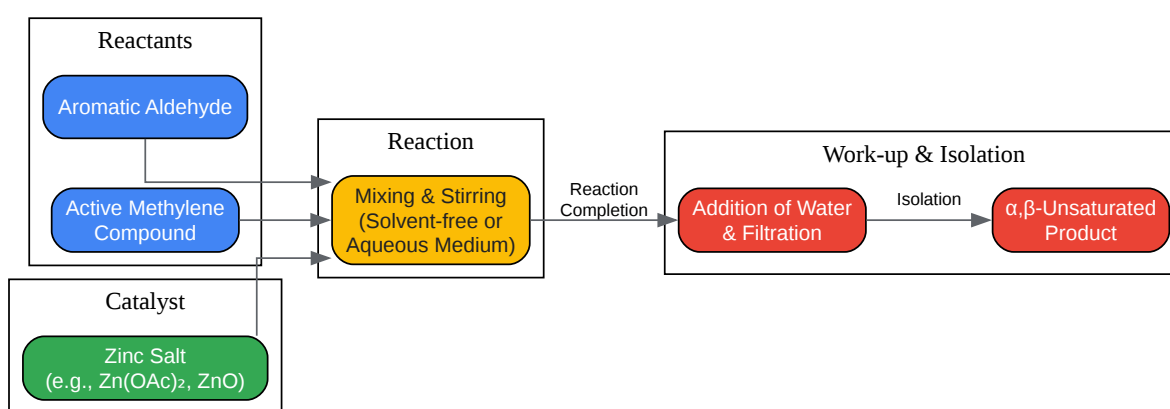 Reactants
Aromatic Aldehyde
Active Methylene
Compound
Catalyst
Zinc Salt
(e.g., Zn(OAc)₂, ZnO)
Reaction
Mixing & Stirring
(Solvent-free or
Aqueous Medium)
Reaction
Completion
Work-up & Isolation
Addition of Water
& Filtration
Isolation
α,β-Unsaturated
Product